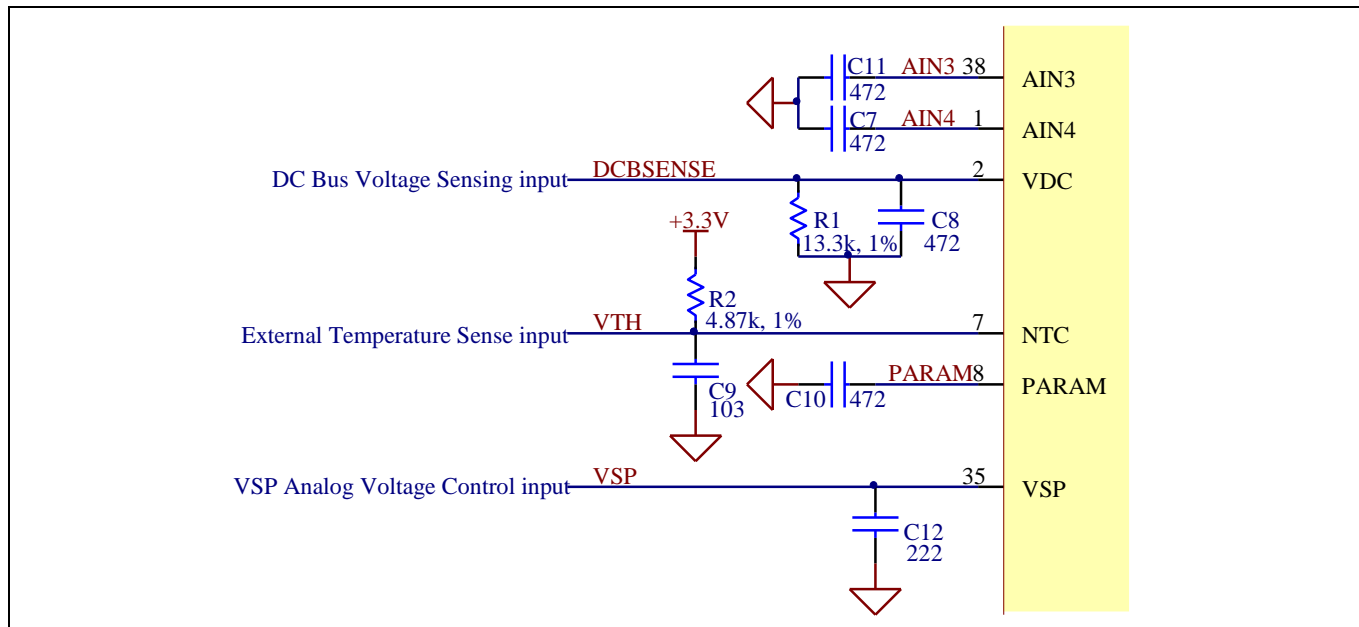 C11 AIN3 38 AIN3
472
C7 AIN4 1 AIN4
472
DC Bus Voltage Sensing input DCBSENSE 2 VDC
+3.3V R1 C8
13.3k, 1% 472
R2
4.87k, 1%
External Temperature Sense input VTH 7 NTC
PARAM 8 PARAM
C9 C10 472
103
VSP Analog Voltage Control input VSP 35 VSP
C12
222